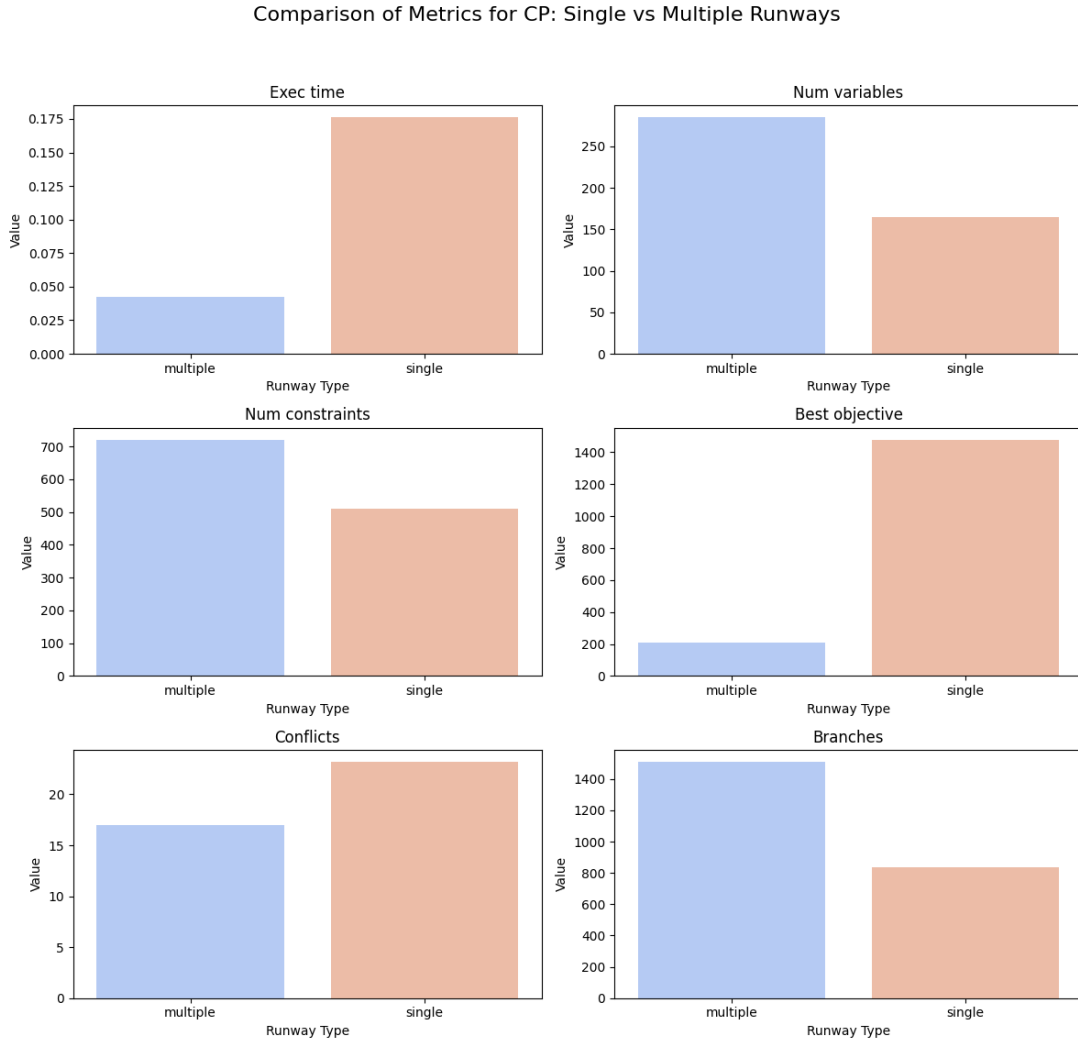 Comparison of Metrics for CP: Single vs Multiple Runways
Exec time
Value
0.175
0.150
0.125
0.100
0.075
0.050
0.025
0.000
multiple
single
Runway Type
Num variables
Value
250
200
150
100
50
0
multiple
single
Runway Type
Num constraints
Value
700
600
500
400
300
200
100
0
multiple
single
Runway Type
Best objective
Value
1400
1200
1000
800
600
400
200
0
multiple
single
Runway Type
Conflicts
Value
20
15
10
5
0
multiple
single
Runway Type
Branches
Value
1400
1200
1000
800
600
400
200
0
multiple
single
Runway Type